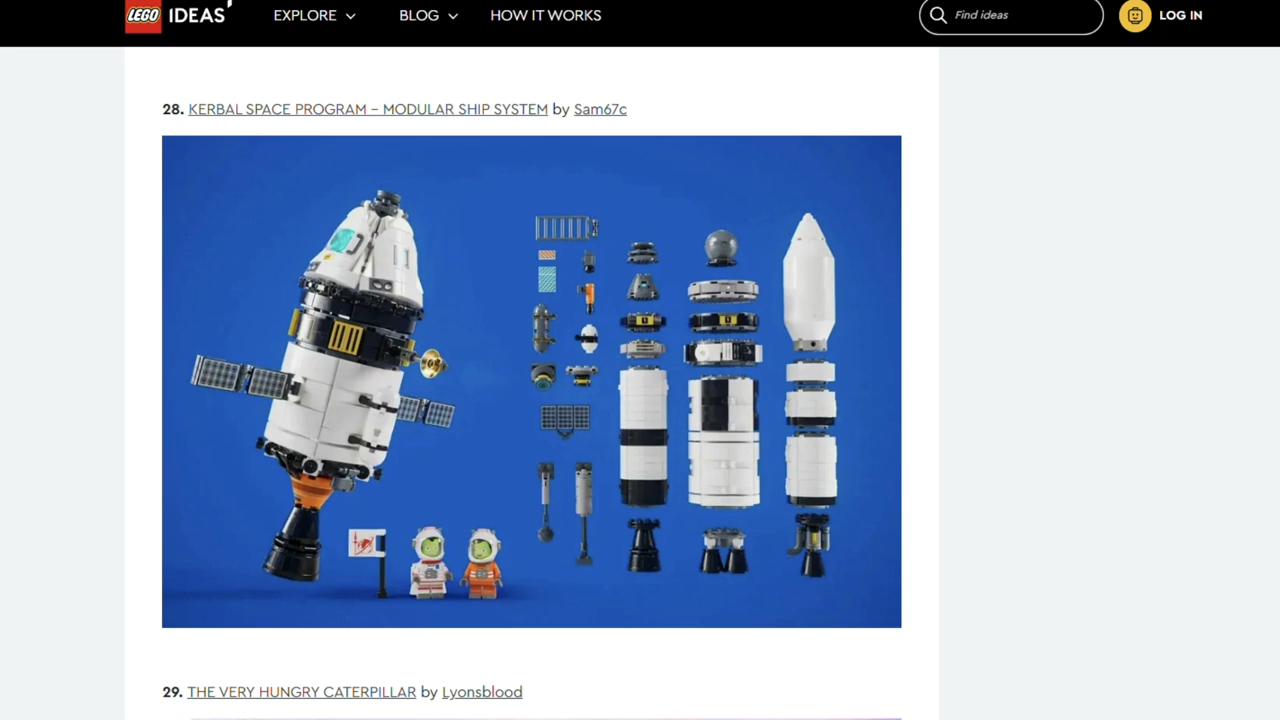 LEGO IDEAS EXPLORE BLOG HOW IT WORKS Find ideas LOG IN
28. KERBAL SPACE PROGRAM – MODULAR SHIP SYSTEM by Sam67c
29. THE VERY HUNGRY CATERPILLAR by Lyonsblood